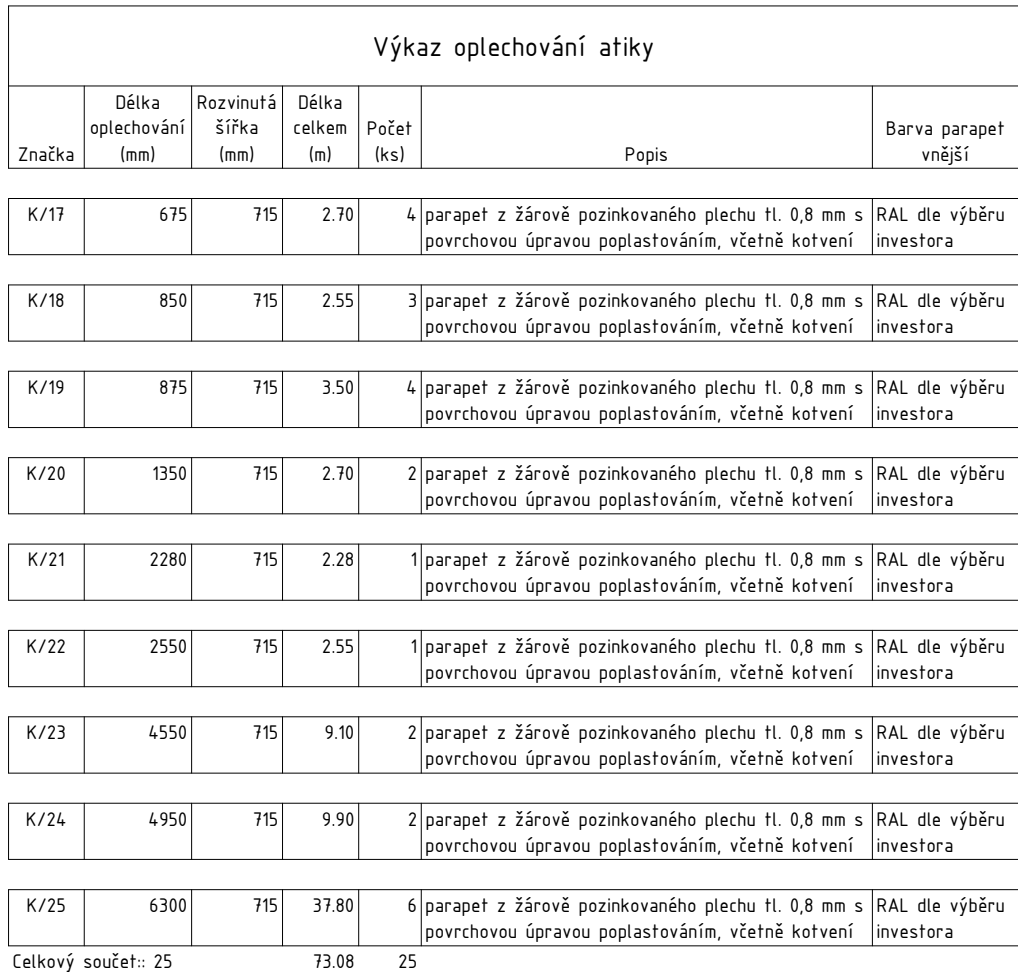 Výkaz oplechování atiky
Značka Délka oplechování (mm) Rozvinutá šířka (mm) Délka celkem (m) Počet (ks) Popis Barva parapet vnější
K/17 675 715 2.70 4 parapet z žárově pozinkovaného plechu tl. 0,8 mm s RAL dle výběru
povrchovou úpravou poplastováním, včetně kotvení investora
K/18 850 715 2.55 3 parapet z žárově pozinkovaného plechu tl. 0,8 mm s RAL dle výběru
povrchovou úpravou poplastováním, včetně kotvení investora
K/19 875 715 3.50 4 parapet z žárově pozinkovaného plechu tl. 0,8 mm s RAL dle výběru
povrchovou úpravou poplastováním, včetně kotvení investora
K/20 1350 715 2.70 2 parapet z žárově pozinkovaného plechu tl. 0,8 mm s RAL dle výběru
povrchovou úpravou poplastováním, včetně kotvení investora
K/21 2280 715 2.28 1 parapet z žárově pozinkovaného plechu tl. 0,8 mm s RAL dle výběru
povrchovou úpravou poplastováním, včetně kotvení investora
K/22 2550 715 2.55 1 parapet z žárově pozinkovaného plechu tl. 0,8 mm s RAL dle výběru
povrchovou úpravou poplastováním, včetně kotvení investora
K/23 4550 715 9.10 2 parapet z žárově pozinkovaného plechu tl. 0,8 mm s RAL dle výběru
povrchovou úpravou poplastováním, včetně kotvení investora
K/24 4950 715 9.90 2 parapet z žárově pozinkovaného plechu tl. 0,8 mm s RAL dle výběru
povrchovou úpravou poplastováním, včetně kotvení investora
K/25 6300 715 37.80 6 parapet z žárově pozinkovaného plechu tl. 0,8 mm s RAL dle výběru
povrchovou úpravou poplastováním, včetně kotvení investora
Celkový součet:: 25 73.08 25